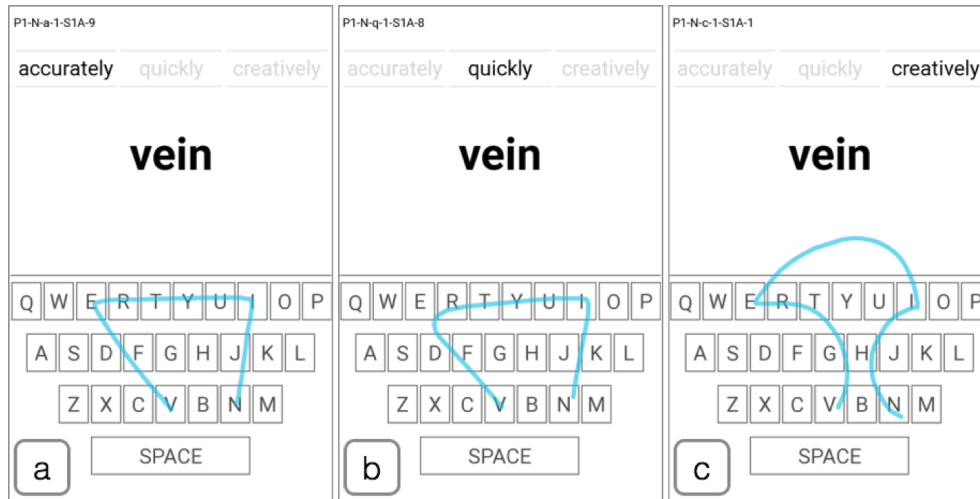 P1-N-a-1-S1A-9
accurately quickly creatively
vein
Q W E R T Y U I O P
A S D F G H J K L
Z X C V B N M
SPACE
a
P1-N-q-1-S1A-8
accurately quickly creatively
vein
Q W E R T Y U I O P
A S D F G H J K L
Z X C V B N M
SPACE
b
P1-N-c-1-S1A-1
accurately quickly creatively
vein
Q W E R T Y U I O P
A S D F G H J K L
Z X C V B N M
SPACE
c